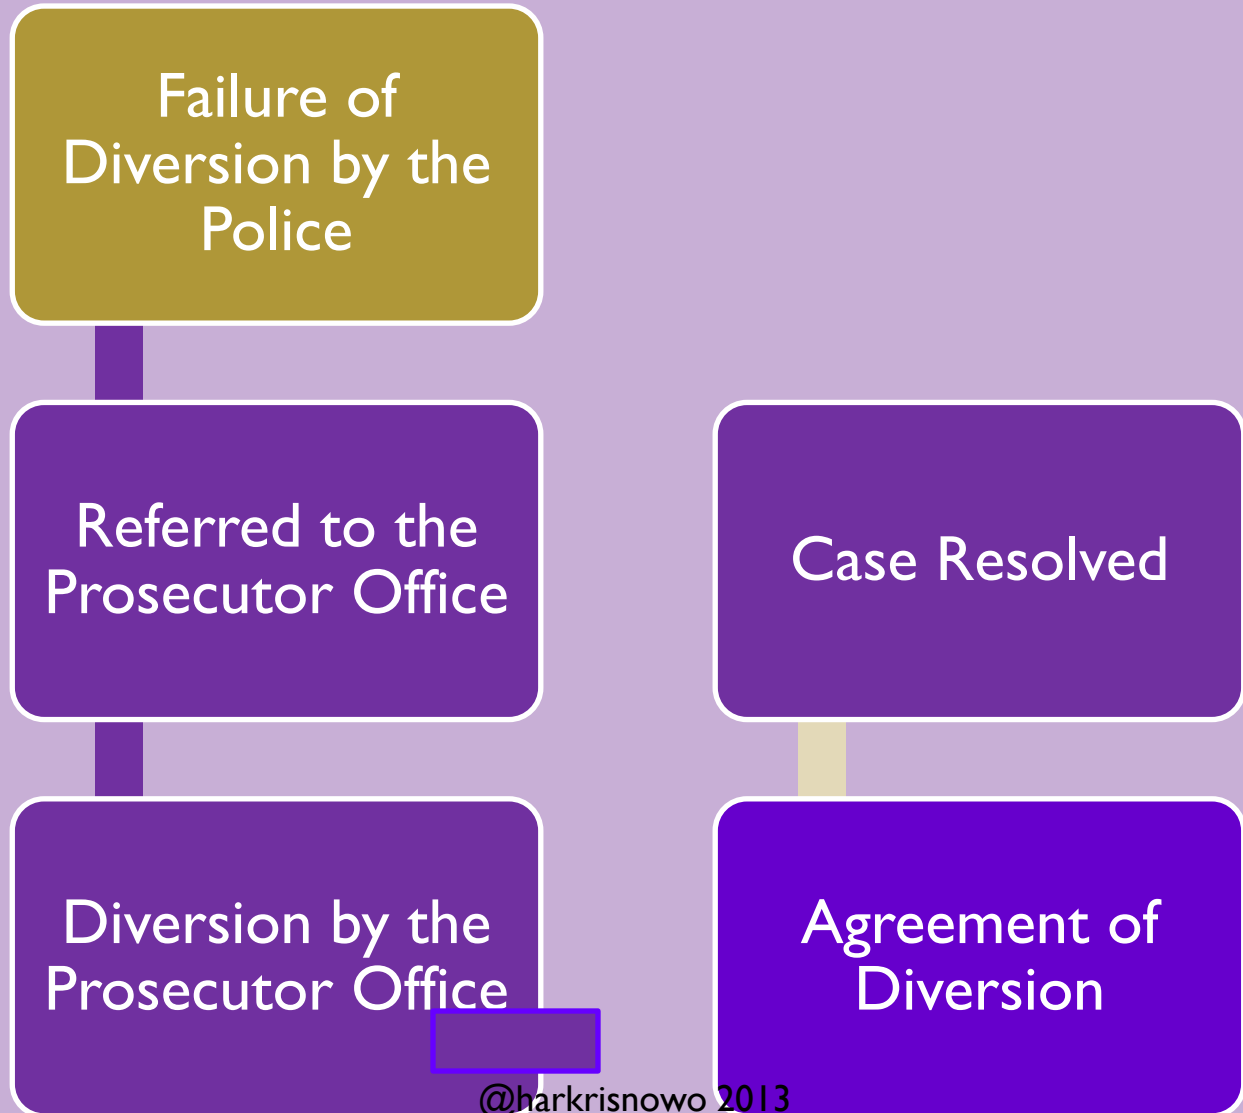 Failure of
Diversion by the
Police
Referred to the
Prosecutor Office
Diversion by the
Prosecutor Office
Agreement of
Diversion
Case Resolved
@harkrisnowo 2013